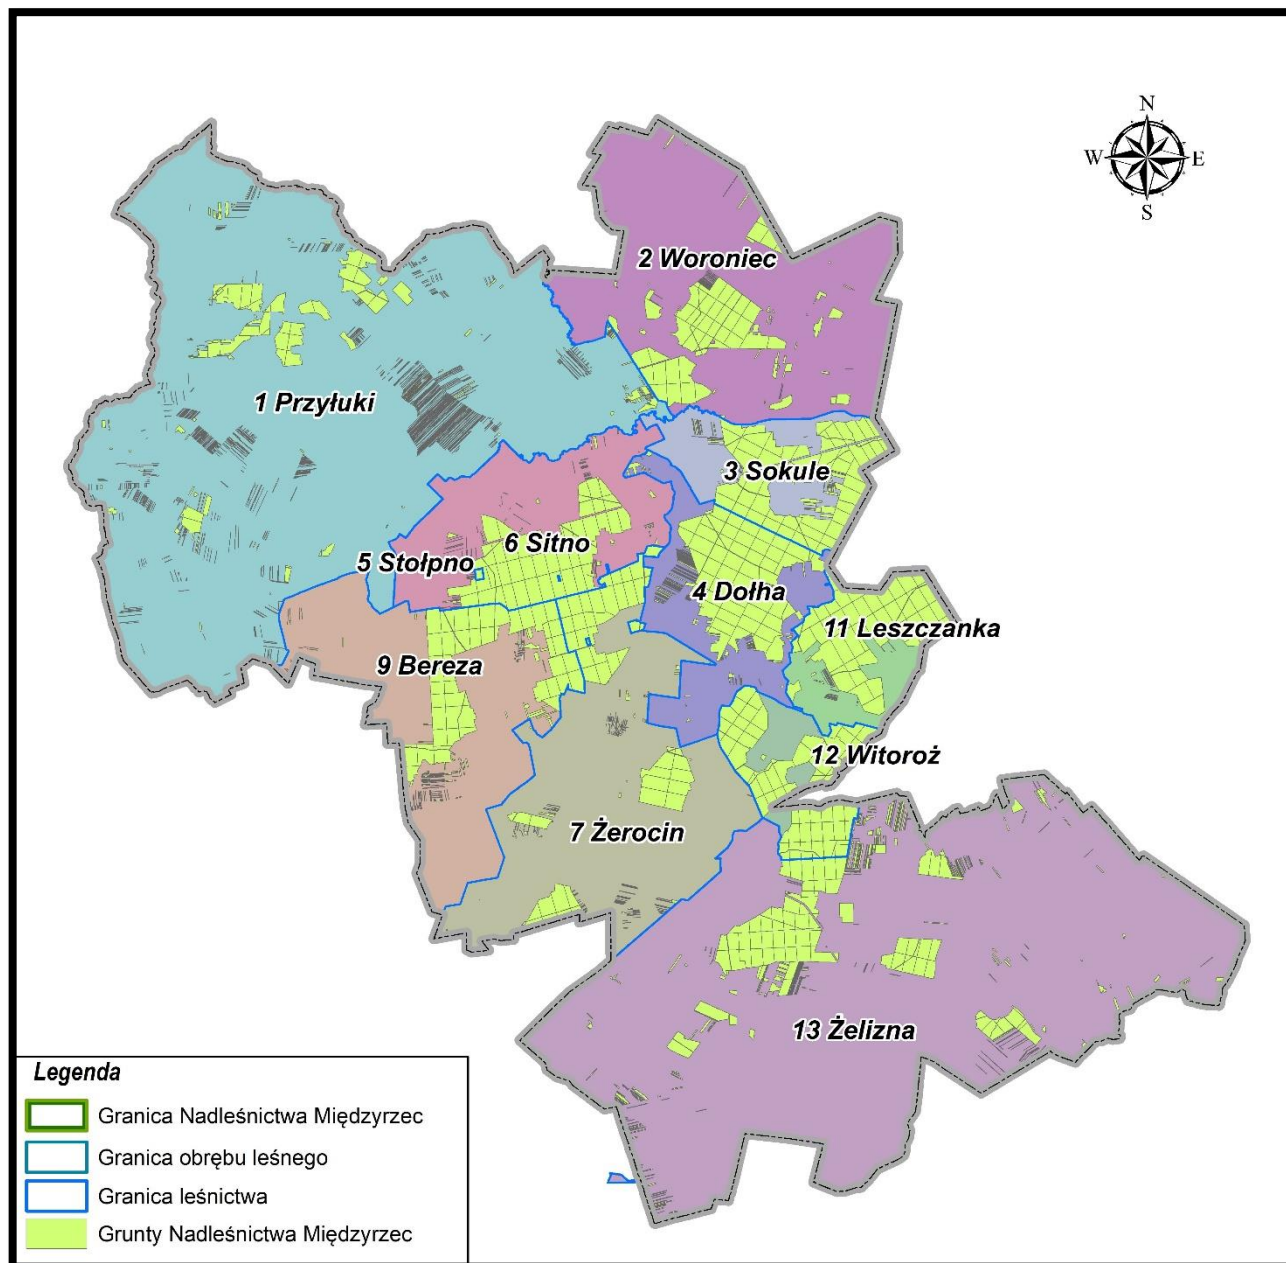 N
W E
S
2 Woroniec
1 Przyłuki
3 Sokule
6 Sitno
5 Stołpno
4 Dołha
11 Leszczanka
9 Bereza
12 Witoroż
7 Żerocin
13 Żelizna
Legenda
Granica Nadleśnictwa Międzyrzec
Granica obrębu leśnego
Granica leśnictwa
Grunty Nadleśnictwa Międzyrzec